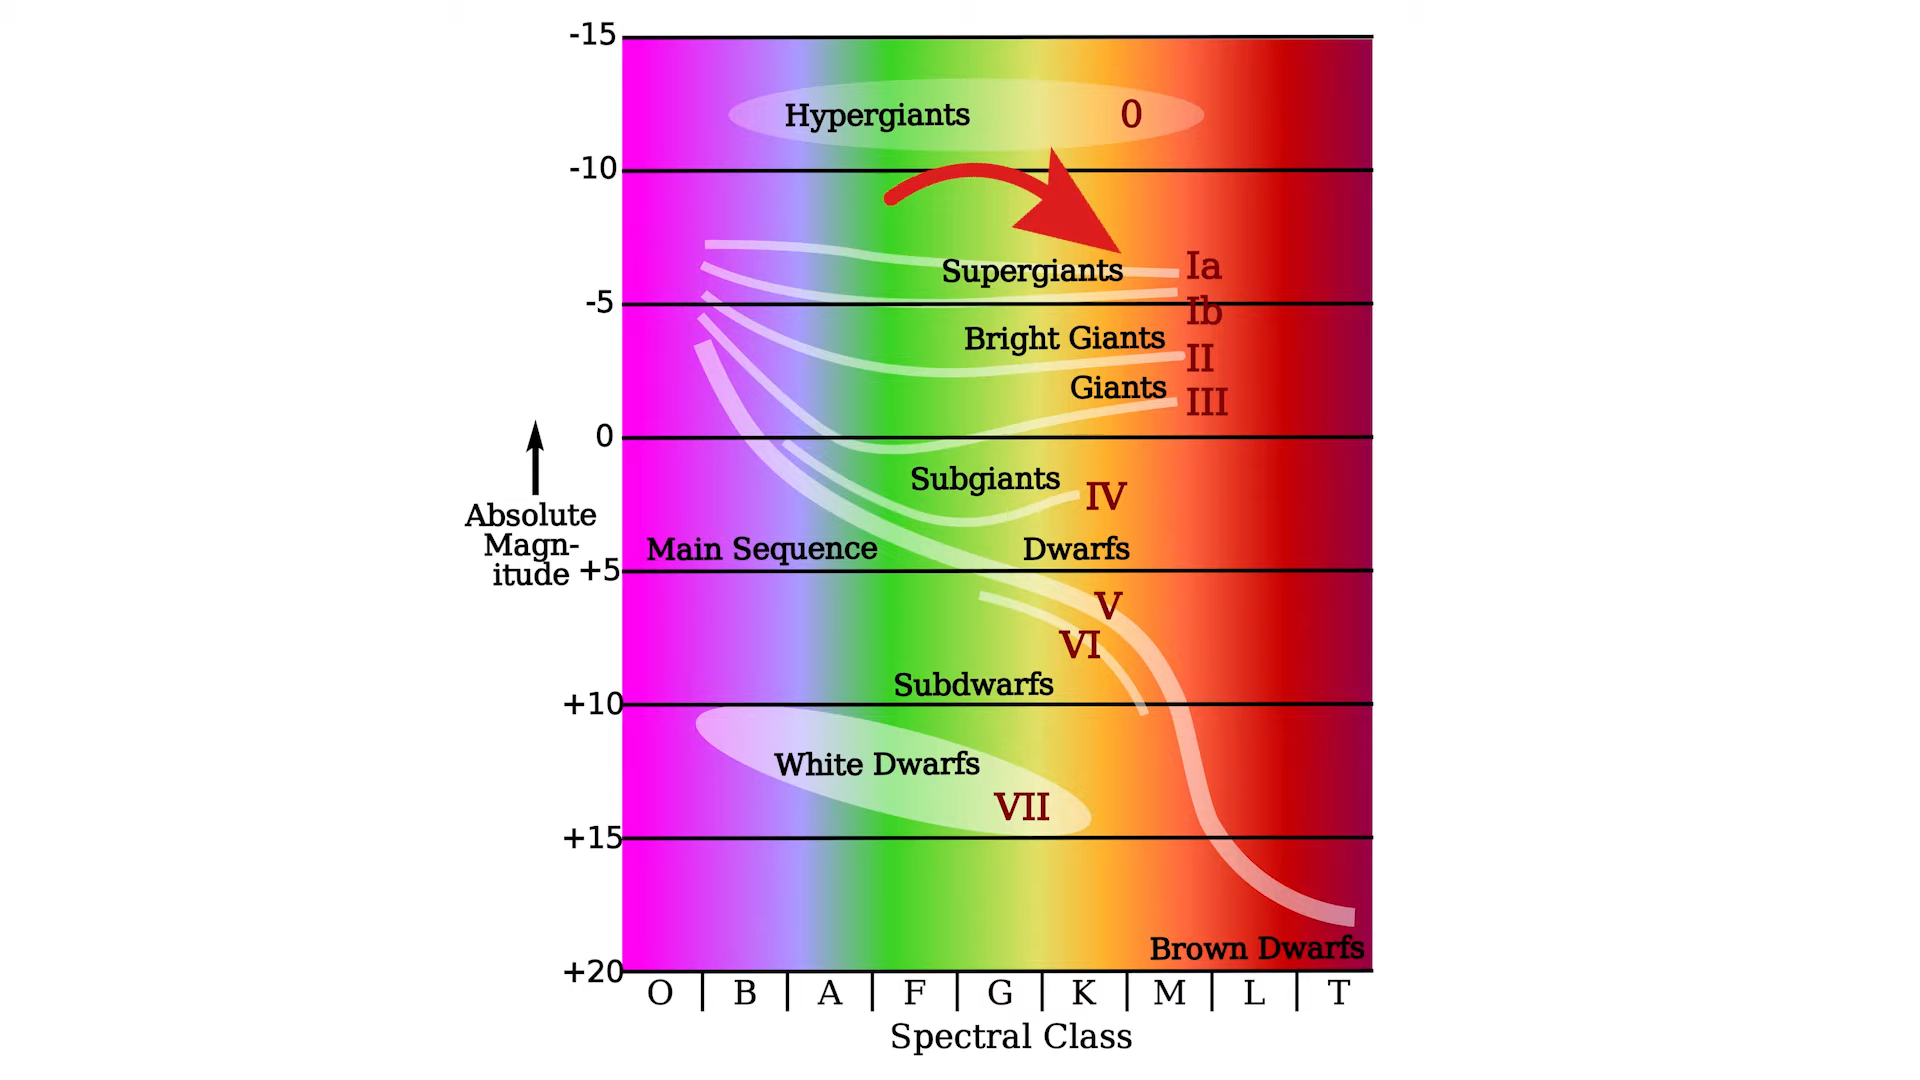 -15
Hypergiants 0
-10
Supergiants Ia
-5
Ib
Bright Giants
II
Giants
III
0
Subgiants IV
Absolute
Magn-
itude
Main Sequence Dwarfs
+5
V
VI
Subdwarfs
+10
White Dwarfs
VII
+15
Brown Dwarfs
+20
O B A F G K M L T
Spectral Class